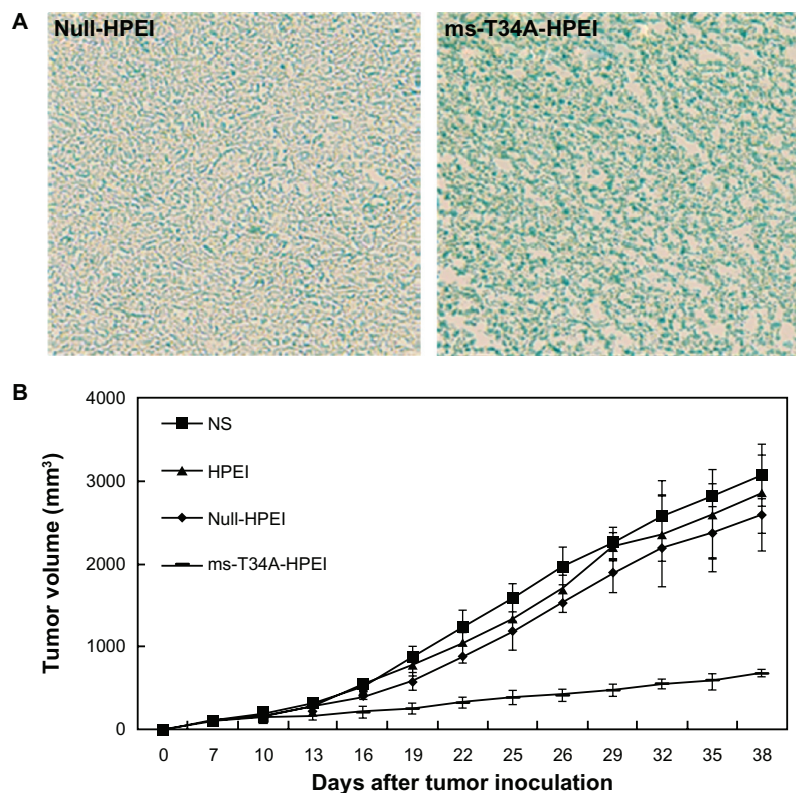 A
Null-HPEI
ms-T34A-HPEI
B
4000
3000
2000
1000
0
Tumor volume (mm³)
NS
HPEI
Null-HPEI
ms-T34A-HPEI
0 7 10 13 16 19 22 25 26 29 32 35 38
Days after tumor inoculation